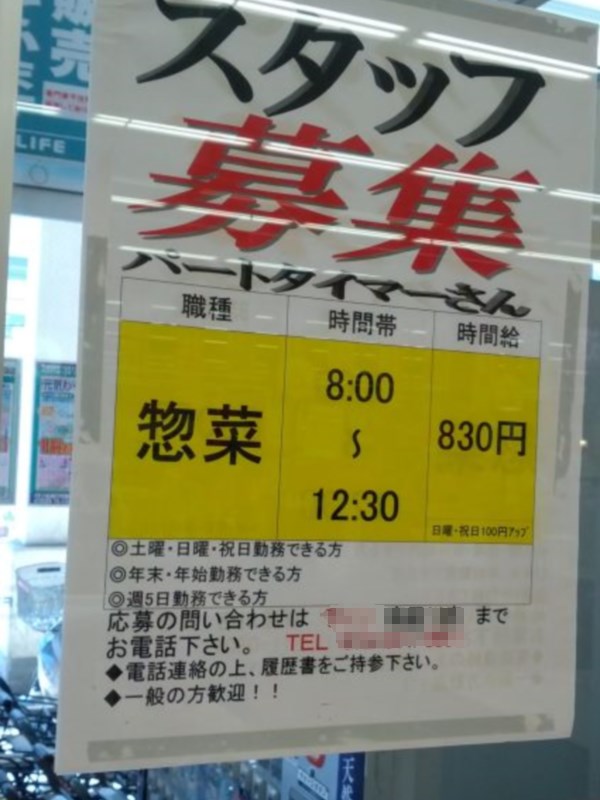 スタッフ
募集
パートタイマーさん
職種 時間帯 時間給
惣菜 8:00 〜 12:30 830円
日曜・祝日100円アップ
◎土曜・日曜・祝日勤務できる方
◎年末・年始勤務できる方
◎週5日勤務できる方
応募の問い合わせは まで
お電話下さい。 TEL
◆電話連絡の上、履歴書をご持参下さい。
◆一般の方歓迎！！
販売
LIFE